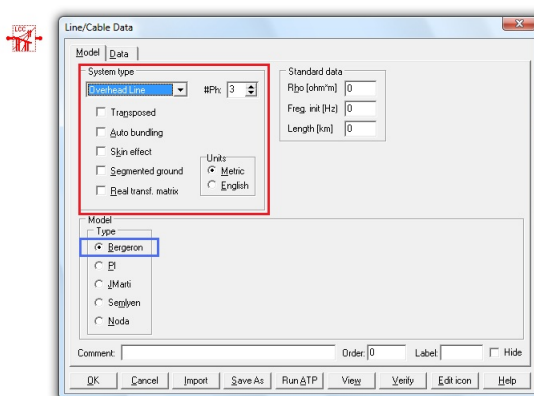 LCC
Line/Cable Data
Model Data
System type
Overhead Line #Ph: 3
Transposed
Auto bundling
Skin effect
Segmented ground
Real transf. matrix
Units
Metric
English
Standard data
Rho [ohm*m] 0
Freq. init [Hz] 0
Length [km] 0
Model
Type
Bergeron
PI
JMarti
Semlyen
Noda
Comment: Order: 0 Label: Hide
OK Cancel Import Save As Run ATP View Verify Edit icon Help